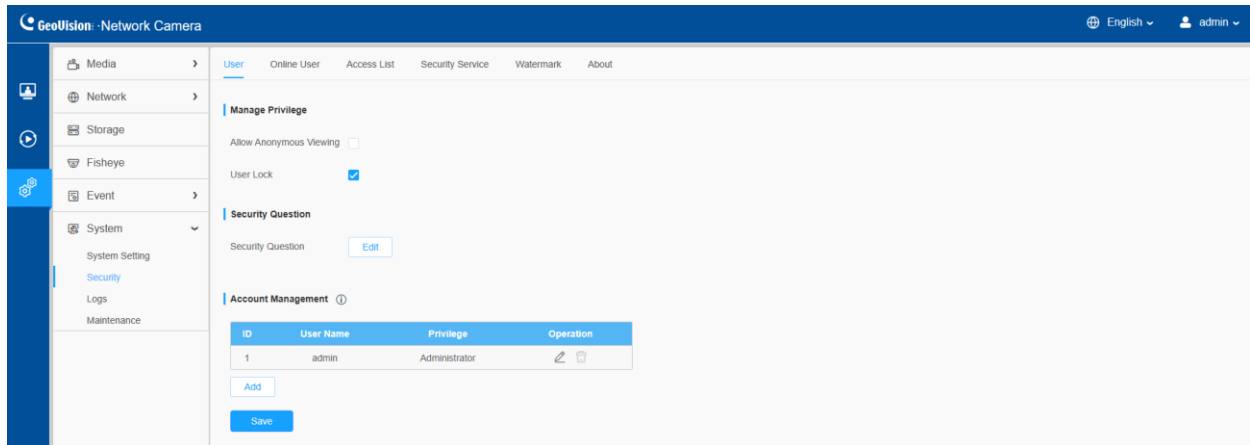 GeoVision: -Network Camera
English
admin
Media
Network
Storage
Fisheye
Event
System
System Setting
Security
Logs
Maintenance
User Online User Access List Security Service Watermark About
Manage Privilege
Allow Anonymous Viewing
User Lock
Security Question
Security Question Edit
Account Management
ID User Name Privilege Operation
1 admin Administrator
Add
Save